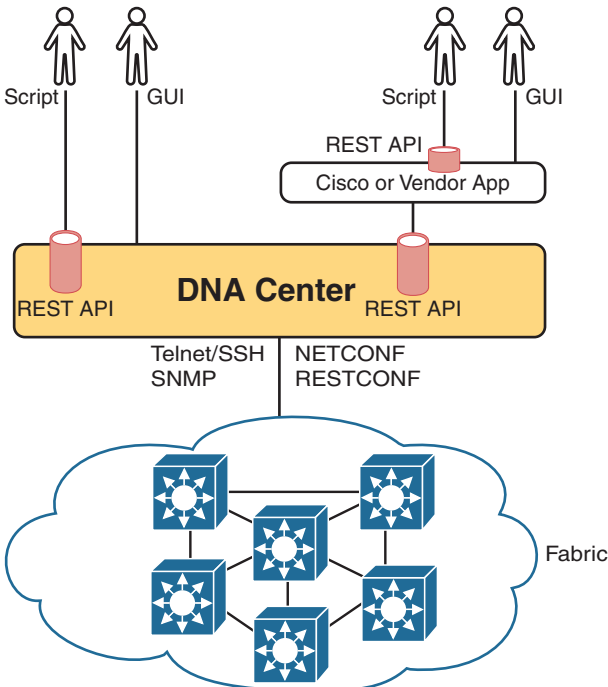 Script
GUI
Script
GUI
REST API
Cisco or Vendor App
DNA Center
REST API
REST API
Telnet/SSH
SNMP
NETCONF
RESTCONF
Fabric